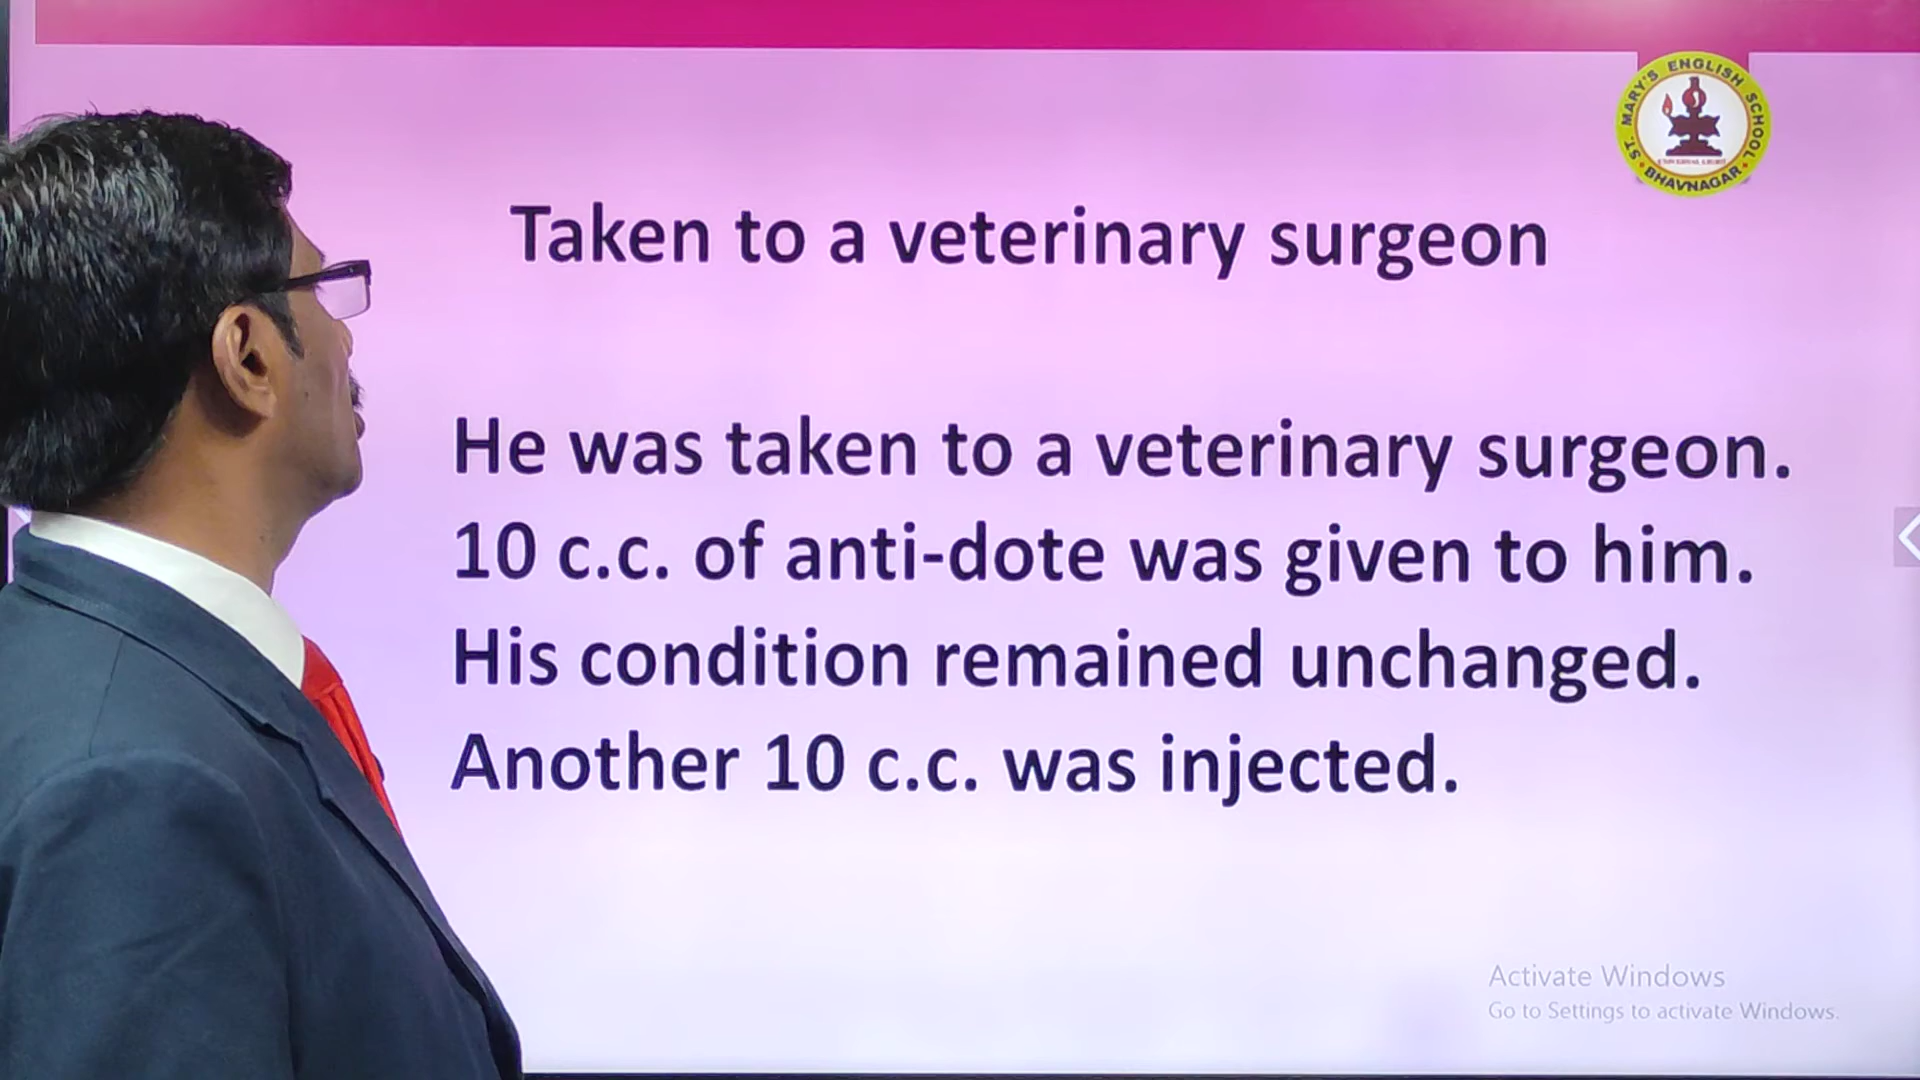 ST. MARY'S ENGLISH SCHOOL
BHAVNAGAR
Taken to a veterinary surgeon
He was taken to a veterinary surgeon.
10 c.c. of anti-dote was given to him.
His condition remained unchanged.
Another 10 c.c. was injected.
Activate Windows
Go to Settings to activate Windows.